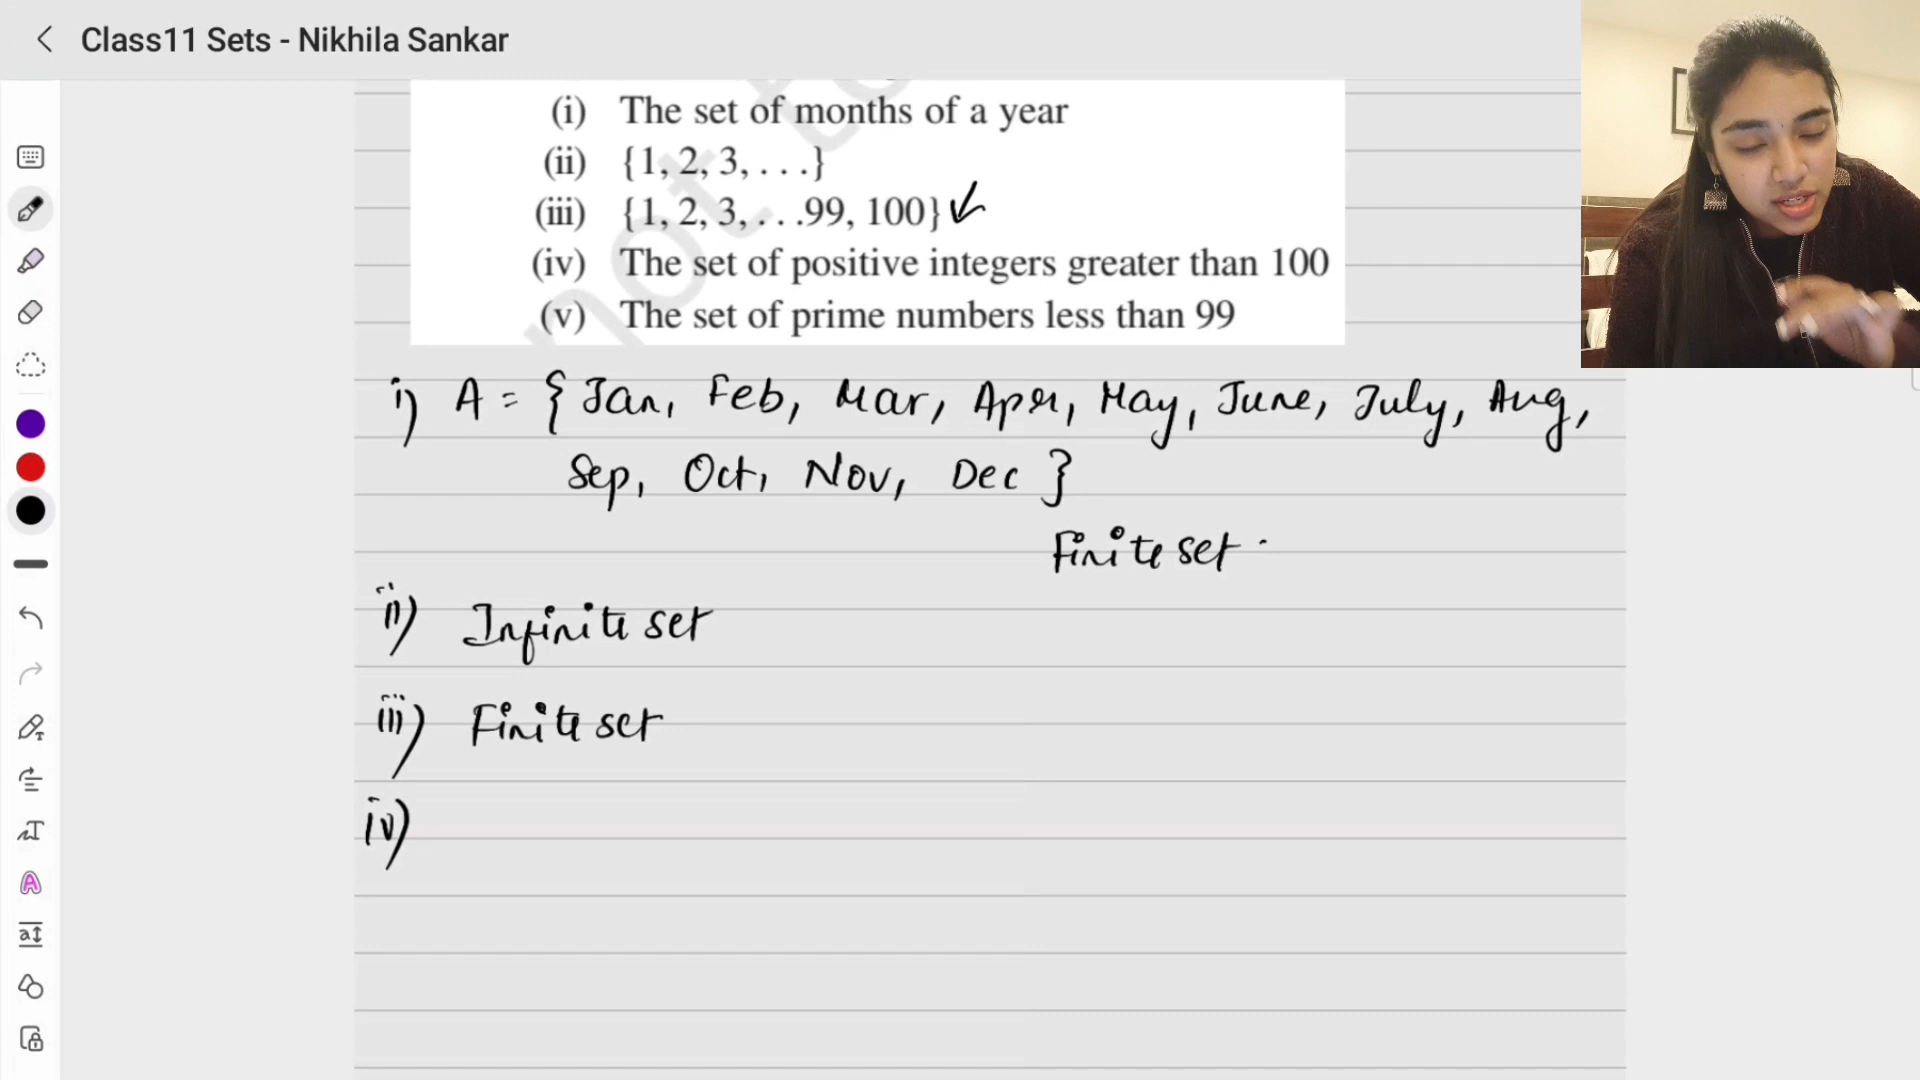 Class11 Sets - Nikhila Sankar
(i) The set of months of a year
(ii) {1, 2, 3, . . .}
(iii) {1, 2, 3, . . .99, 100}
(iv) The set of positive integers greater than 100
(v) The set of prime numbers less than 99
i) A = { Jan, Feb, Mar, Apr, May, June, July, Aug,
Sep, Oct, Nov, Dec }
Finite set .
ii) Infinite set
iii) Finite set
iv)